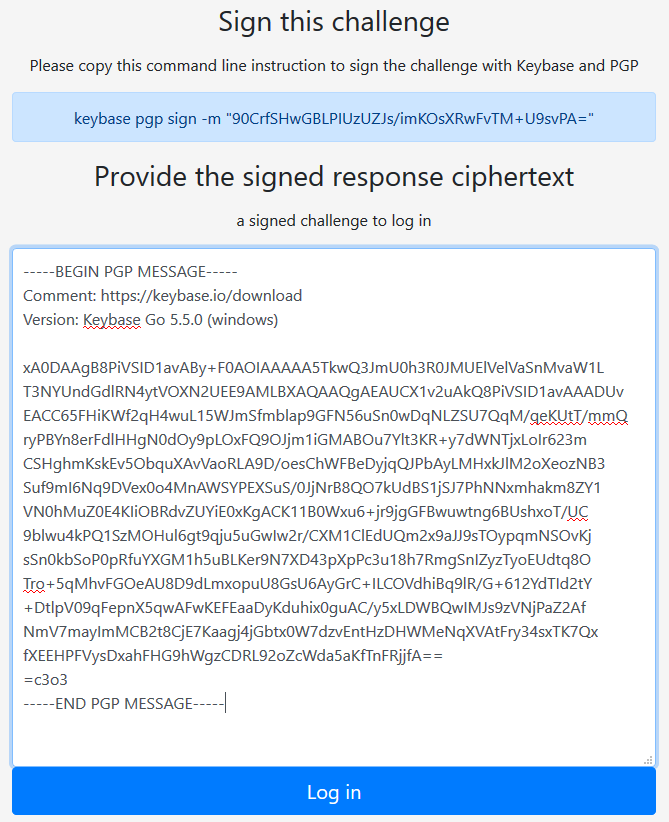 Sign this challenge
Please copy this command line instruction to sign the challenge with Keybase and PGP
keybase pgp sign -m "90CrfSHwGBLPIUzUZJs/imKOsXRwFvTM+U9svPA="
Provide the signed response ciphertext
a signed challenge to log in
-----BEGIN PGP MESSAGE-----
Comment: https://keybase.io/download
Version: Keybase Go 5.5.0 (windows)

xA0DAAgB8PiVSID1avABy+F0AOIAAAAA5TkwQ3JmU0h3R0JMUElVelVaSnMvaW1L
T3NYUndGdlRN4ytVOXN2UEE9AMLBXAQAAQgAEAUCX1v2uAkQ8PiVSID1avAAADUv
EACC65FHiKWf2qH4wuL15WJmSfmblap9GFN56uSn0wDqNLZSU7QqM/qeKUtT/mmQ
ryPBYn8erFdlHHgN0dOy9pLOxFQ9OJjm1iGMABOu7Ylt3KR+y7dWNTjxLoIr623m
CSHghmKskEv5ObquXAvVaoRLA9D/oesChWFBeDyjqQJPbAyLMHxkJlM2oXeozNB3
Suf9mI6Nq9DVex0o4MnAWSYPEXSuS/0JjNrB8QO7kUdBS1jSJ7PhNNxmhakm8ZY1
VN0hMuZ0E4KIiOBRdvZUYiE0xKgACK11B0Wxu6+jr9jgGFBwuwtng6BUshxoT/UC
9blwu4kPQ1SzMOHul6gt9qju5uGwIw2r/CXM1ClEdUQm2x9aJJ9sTOypqmNSOvKj
sSn0kbSoP0pRfuYXGM1h5uBLKer9N7XD43pXpPc3u18h7RmgSnIZyzTyoEUdtq8O
Tro+5qMhvFGOeAU8D9dLmxopuU8GsU6AyGrC+ILCOVdhiBq9lR/G+612YdTId2tY
+DtlpV09qFepnX5qwAFwKEFEaaDyKduhix0guAC/y5xLDWBQwIMJs9zVNjPaZ2Af
NmV7mayImMCB2t8CjE7Kaagj4jGbtx0W7dzvEntHzDHWMeNqXVAtFry34sxTK7Qx
fXEEHPFVysDxahFHG9hWgzCDRL92oZcWda5aKfTnFRjjfA==
=c3o3
-----END PGP MESSAGE-----
Log in